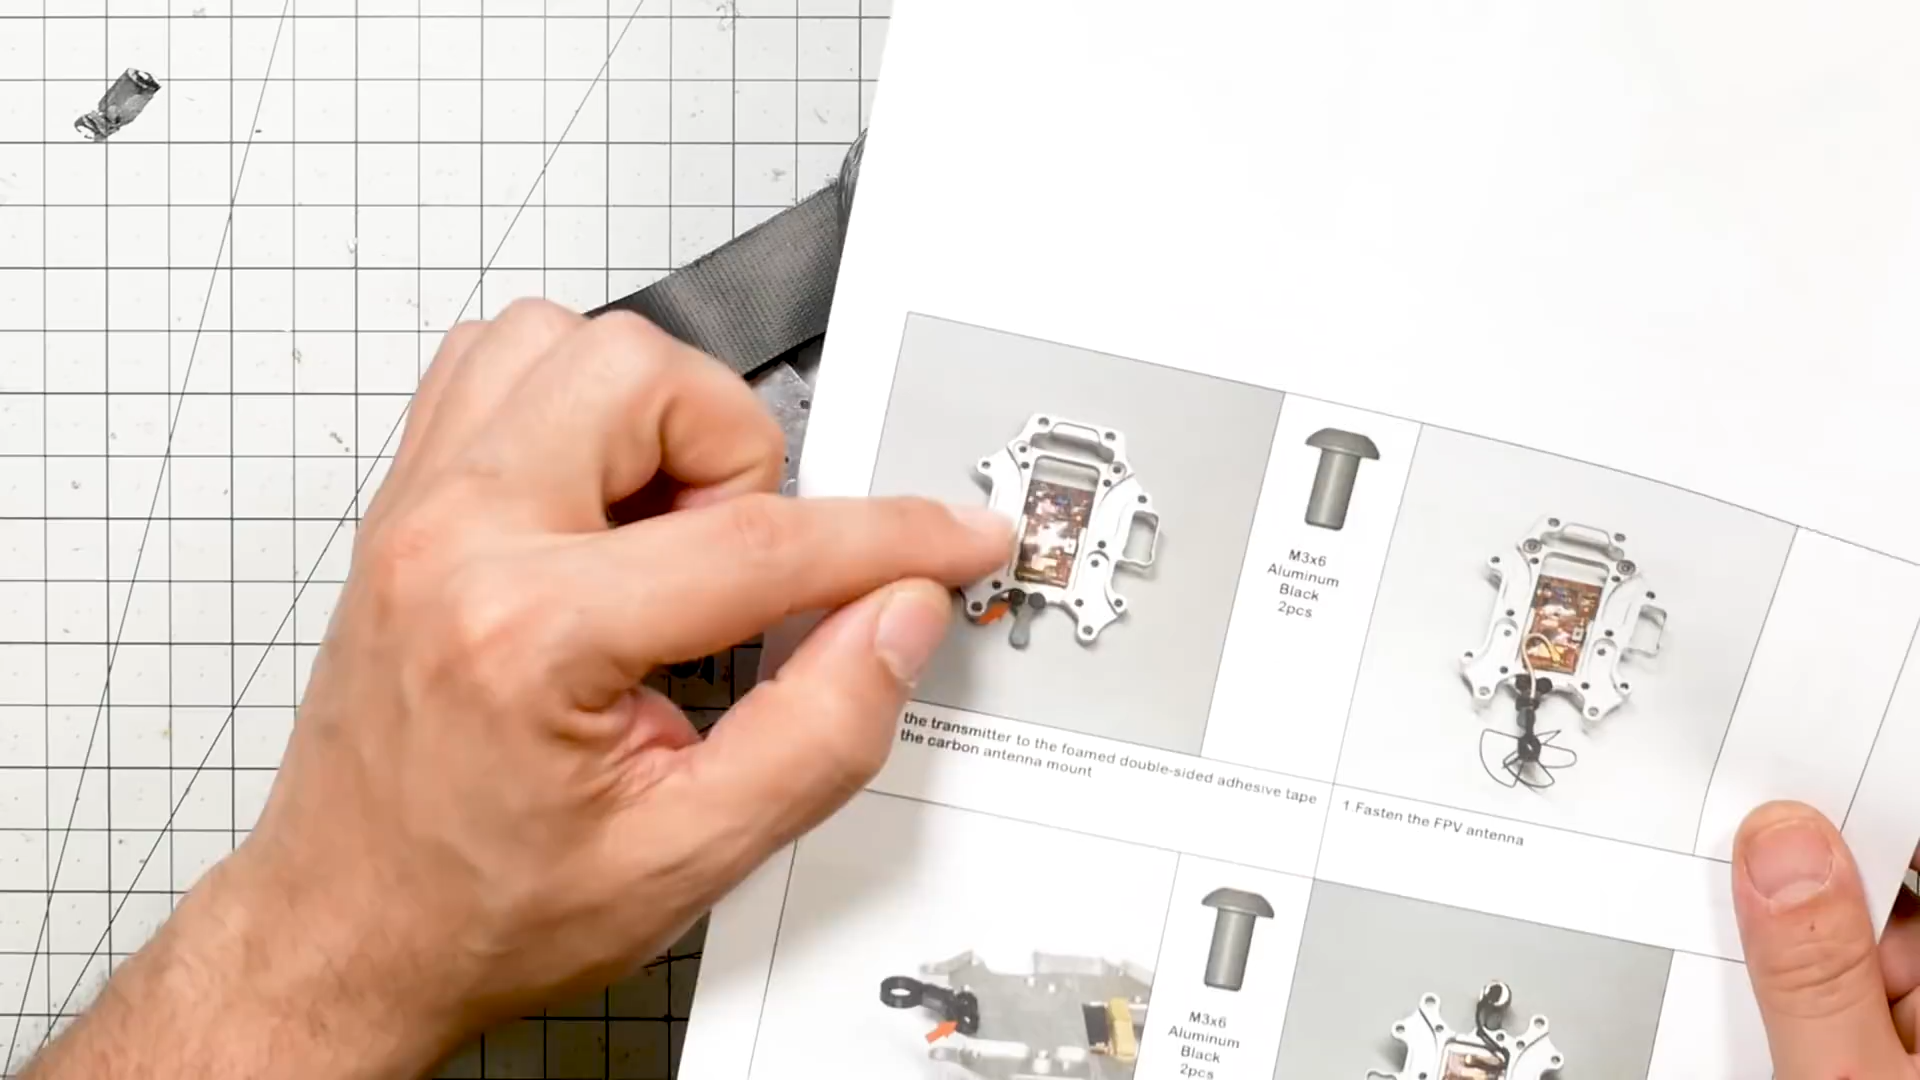 M3x6
Aluminum
Black
2pcs
the transmitter to the foamed double-sided adhesive tape
the carbon antenna mount
1.Fasten the FPV antenna
M3x6
Aluminum
Black
2pcs